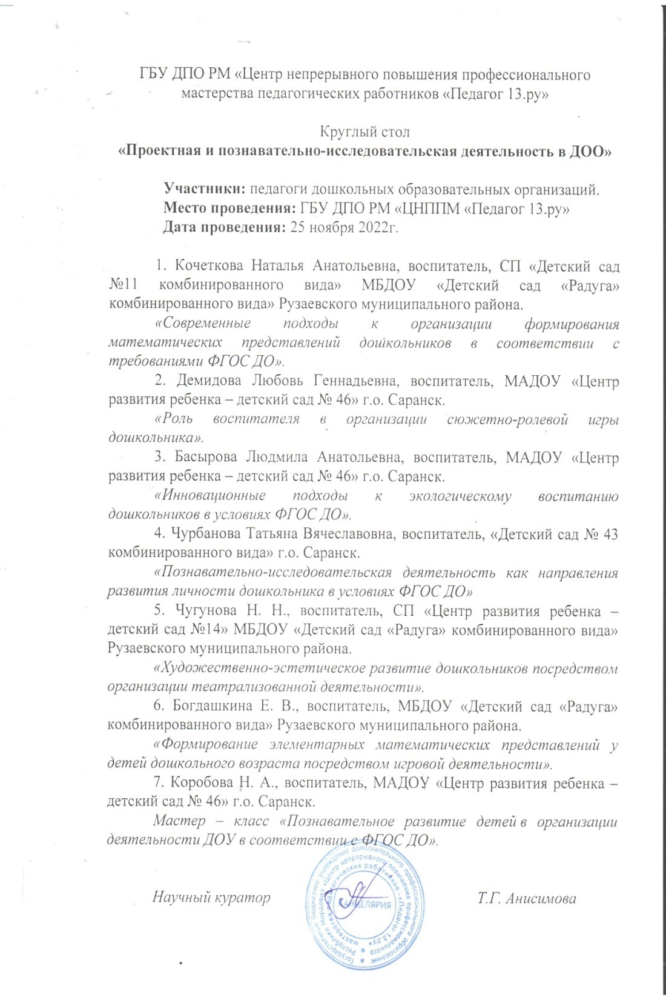 ГБУ ДПО РМ «Центр непрерывного повышения профессионального
мастерства педагогических работников «Педагог 13.ру»
Круглый стол
«Проектная и познавательно-исследовательская деятельность в ДОО»
Участники: педагоги дошкольных образовательных организаций.
Место проведения: ГБУ ДПО РМ «ЦНППМ «Педагог 13.ру»
Дата проведения: 25 ноября 2022г.
1. Кочеткова Наталья Анатольевна, воспитатель, СП «Детский сад
№11 комбинированного вида» МБДОУ «Детский сад «Радуга»
комбинированного вида» Рузаевского муниципального района.
«Современные подходы к организации формирования
математических представлений дошкольников в соответствии с
требованиями ФГОС ДО».
2. Демидова Любовь Геннадьевна, воспитатель, МАДОУ «Центр
развития ребенка – детский сад № 46» г.о. Саранск.
«Роль воспитателя в организации сюжетно-ролевой игры
дошкольника».
3. Басырова Людмила Анатольевна, воспитатель, МАДОУ «Центр
развития ребенка – детский сад № 46» г.о. Саранск.
«Инновационные подходы к экологическому воспитанию
дошкольников в условиях ФГОС ДО».
4. Чурбанова Татьяна Вячеславовна, воспитатель, «Детский сад № 43
комбинированного вида» г.о. Саранск.
«Познавательно-исследовательская деятельность как направления
развития личности дошкольника в условиях ФГОС ДО»
5. Чугунова Н. Н., воспитатель, СП «Центр развития ребенка –
детский сад №14» МБДОУ «Детский сад «Радуга» комбинированного вида»
Рузаевского муниципального района.
«Художественно-эстетическое развитие дошкольников посредством
организации театрализованной деятельности».
6. Богдашкина Е. В., воспитатель, МБДОУ «Детский сад «Радуга»
комбинированного вида» Рузаевского муниципального района.
«Формирование элементарных математических представлений у
детей дошкольного возраста посредством игровой деятельности».
7. Коробова Н. А., воспитатель, МАДОУ «Центр развития ребенка –
детский сад № 46» г.о. Саранск.
Мастер – класс «Познавательное развитие детей в организации
деятельности ДОУ в соответствии с ФГОС ДО».
Научный куратор Т.Г. Анисимова
Государственное бюджетное учреждение дополнительного профессионального образования
Республики Мордовия «Центр непрерывного повышения профессионального
мастерства педагогических работников - «Педагог 13.ру»
КАНЦЕЛЯРИЯ